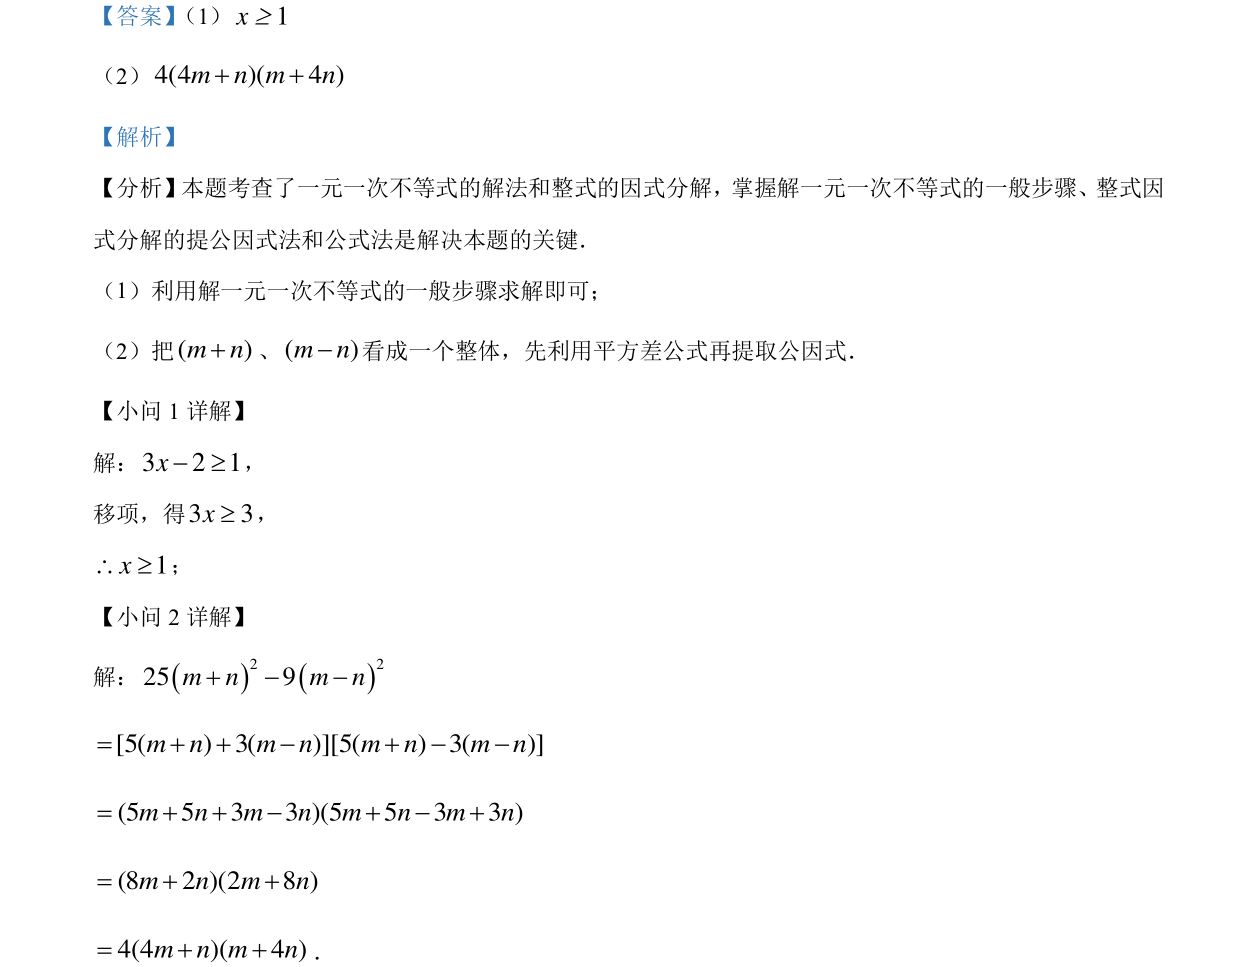 【答案】（1） x ≥ 1
（2） 4(4m + n)(m + 4n)
【解析】
【分析】本题考查了一元一次不等式的解法和整式的因式分解，掌握解一元一次不等式的一般步骤、整式因
式分解的提公因式法和公式法是解决本题的关键．
（1）利用解一元一次不等式的一般步骤求解即可；
（2）把 (m + n) 、 (m − n) 看成一个整体，先利用平方差公式再提取公因式．
【小问 1 详解】
解： 3x − 2 ≥ 1，
移项，得 3x ≥ 3，
∴ x ≥ 1；
【小问 2 详解】
解： 25(m + n)² − 9(m − n)²
= [5(m + n) + 3(m − n)][5(m + n) − 3(m − n)]
= (5m + 5n + 3m − 3n)(5m + 5n − 3m + 3n)
= (8m + 2n)(2m + 8n)
= 4(4m + n)(m + 4n) ．